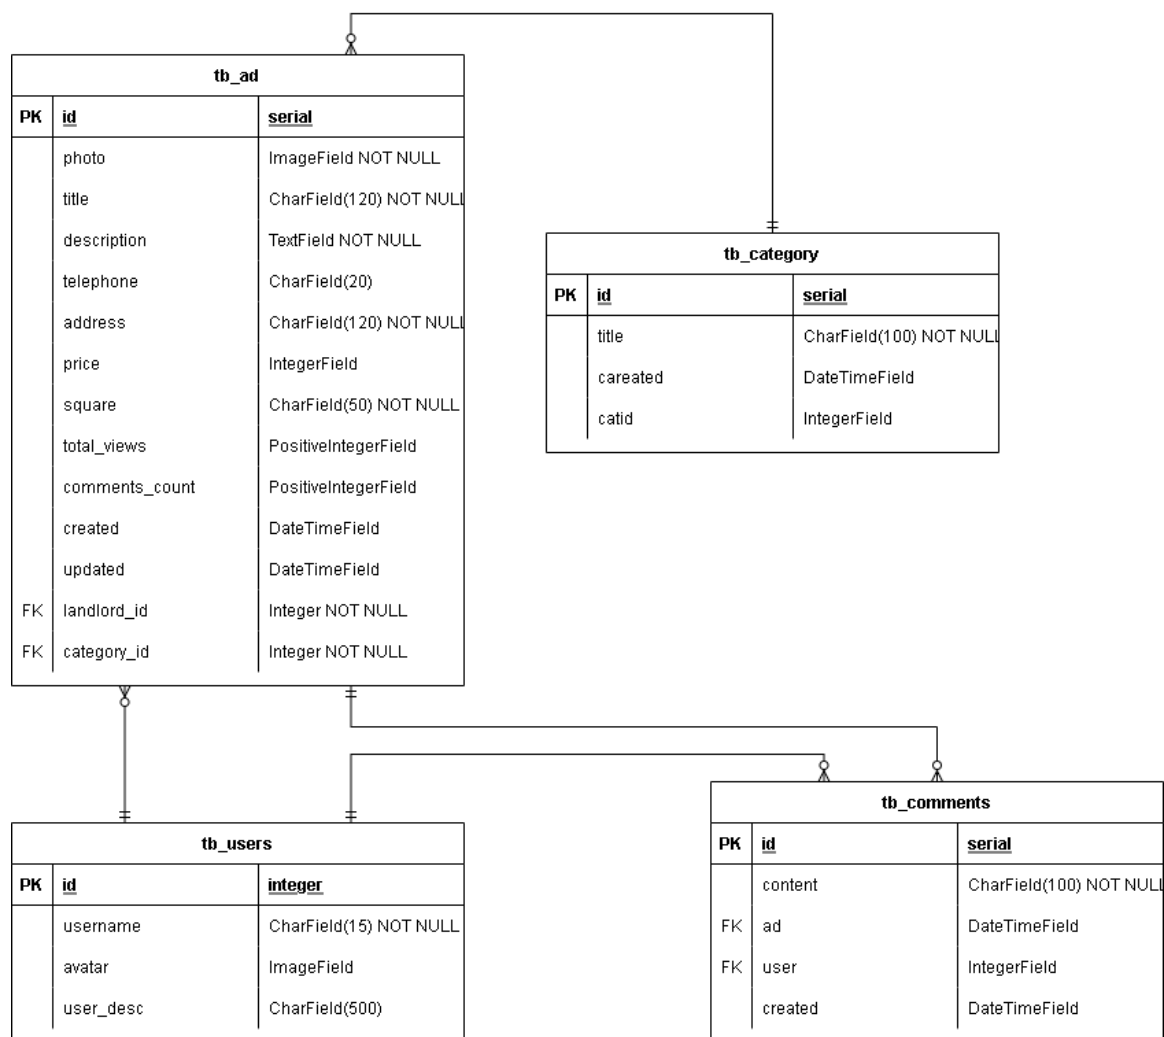 tb_ad
PK id serial
photo ImageField NOT NULL
title CharField(120) NOT NULL
description TextField NOT NULL
telephone CharField(20)
address CharField(120) NOT NULL
price IntegerField
square CharField(50) NOT NULL
total_views PositiveIntegerField
comments_count PositiveIntegerField
created DateTimeField
updated DateTimeField
FK landlord_id Integer NOT NULL
FK category_id Integer NOT NULL
tb_category
PK id serial
title CharField(100) NOT NULL
careated DateTimeField
catid IntegerField
tb_users
PK id integer
username CharField(15) NOT NULL
avatar ImageField
user_desc CharField(500)
tb_comments
PK id serial
content CharField(100) NOT NULL
FK ad DateTimeField
FK user IntegerField
created DateTimeField